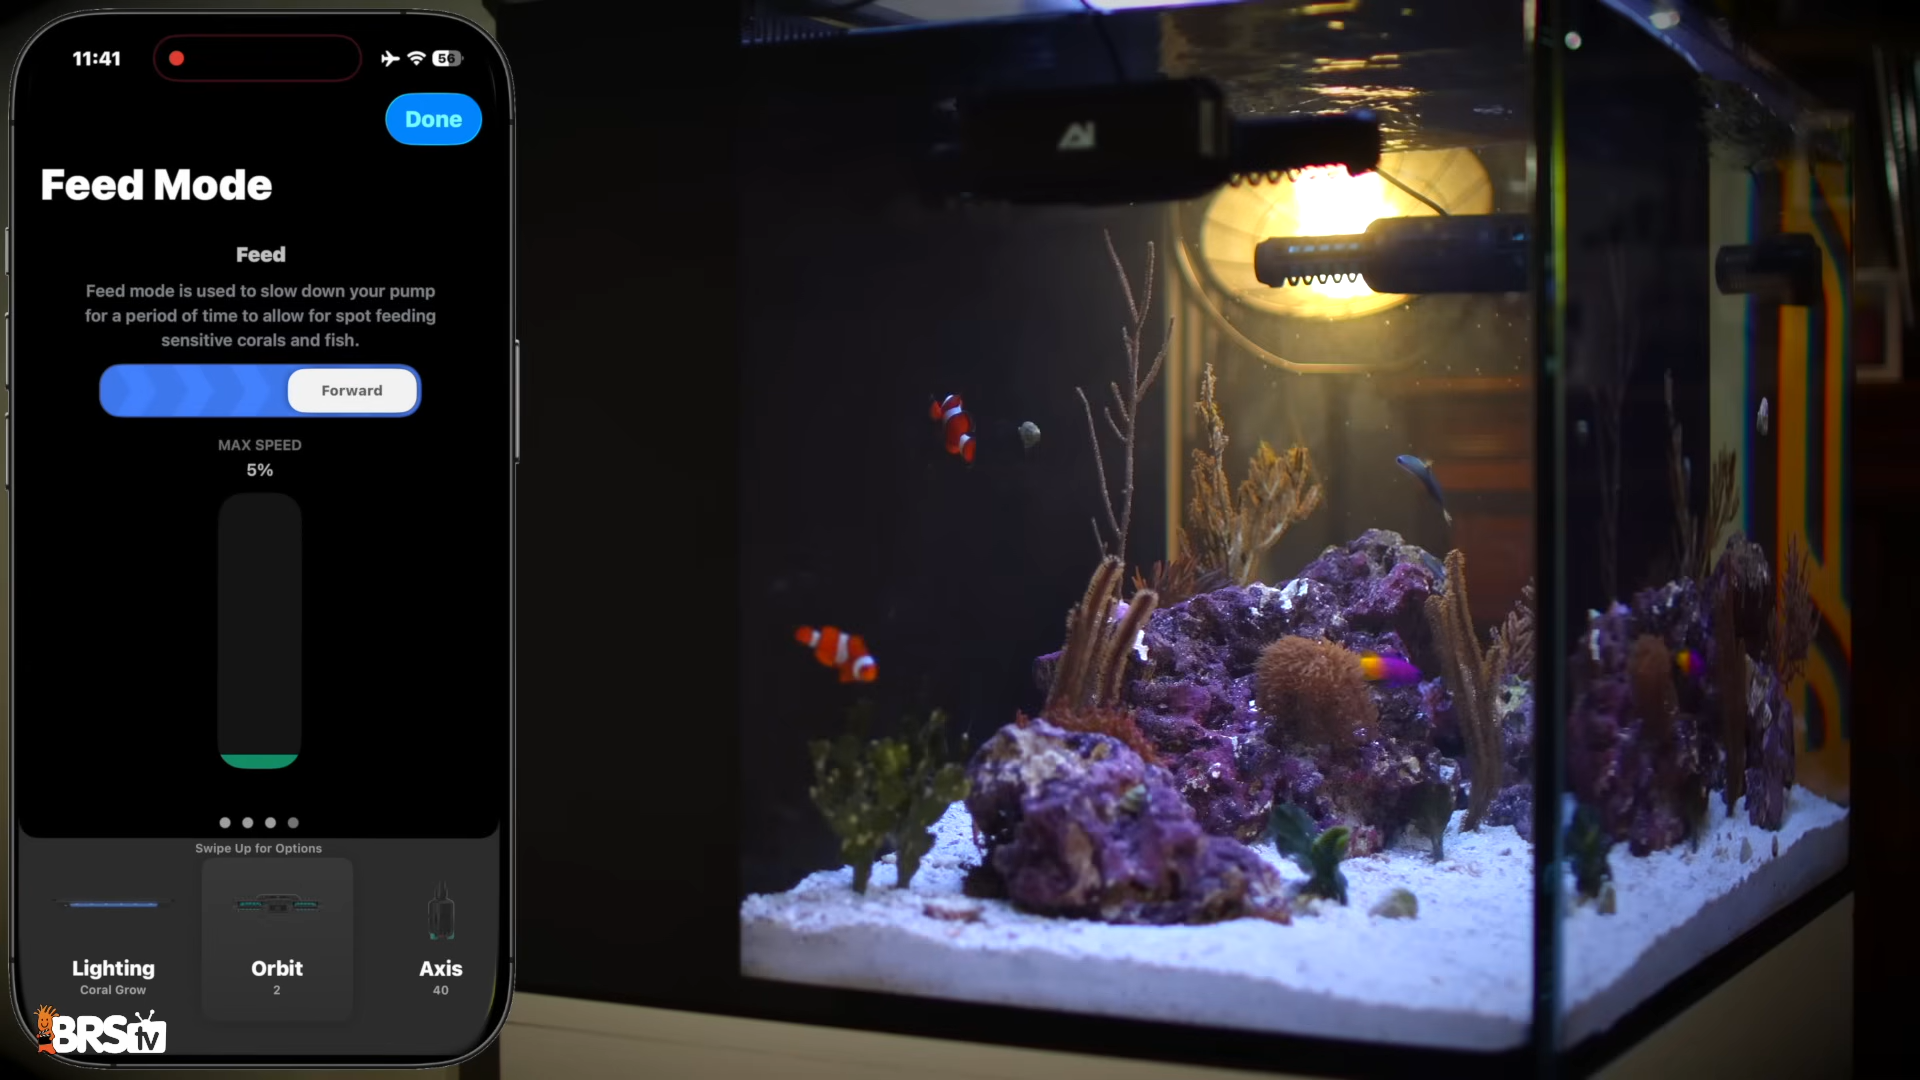 11:41
56
Done
Feed Mode
Feed
Feed mode is used to slow down your pump
for a period of time to allow for spot feeding
sensitive corals and fish.
Forward
MAX SPEED
5%
Swipe Up for Options
Lighting
Coral Grow
Orbit
2
Axis
40
BRStv
AI